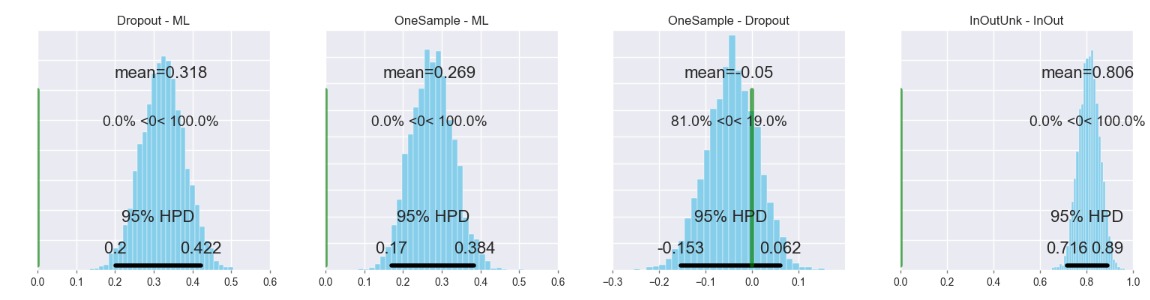 Dropout - ML
mean=0.318
0.0% <0< 100.0%
95% HPD
0.2 0.422
0.0 0.1 0.2 0.3 0.4 0.5 0.6
OneSample - ML
mean=0.269
0.0% <0< 100.0%
95% HPD
0.17 0.384
0.0 0.1 0.2 0.3 0.4 0.5 0.6
OneSample - Dropout
mean=-0.05
81.0% <0< 19.0%
95% HPD
-0.153 0.062
−0.3 −0.2 −0.1 0.0 0.1
InOutUnk - InOut
mean=0.806
0.0% <0< 100.0%
95% HPD
0.716 0.89
0.0 0.2 0.4 0.6 0.8 1.0